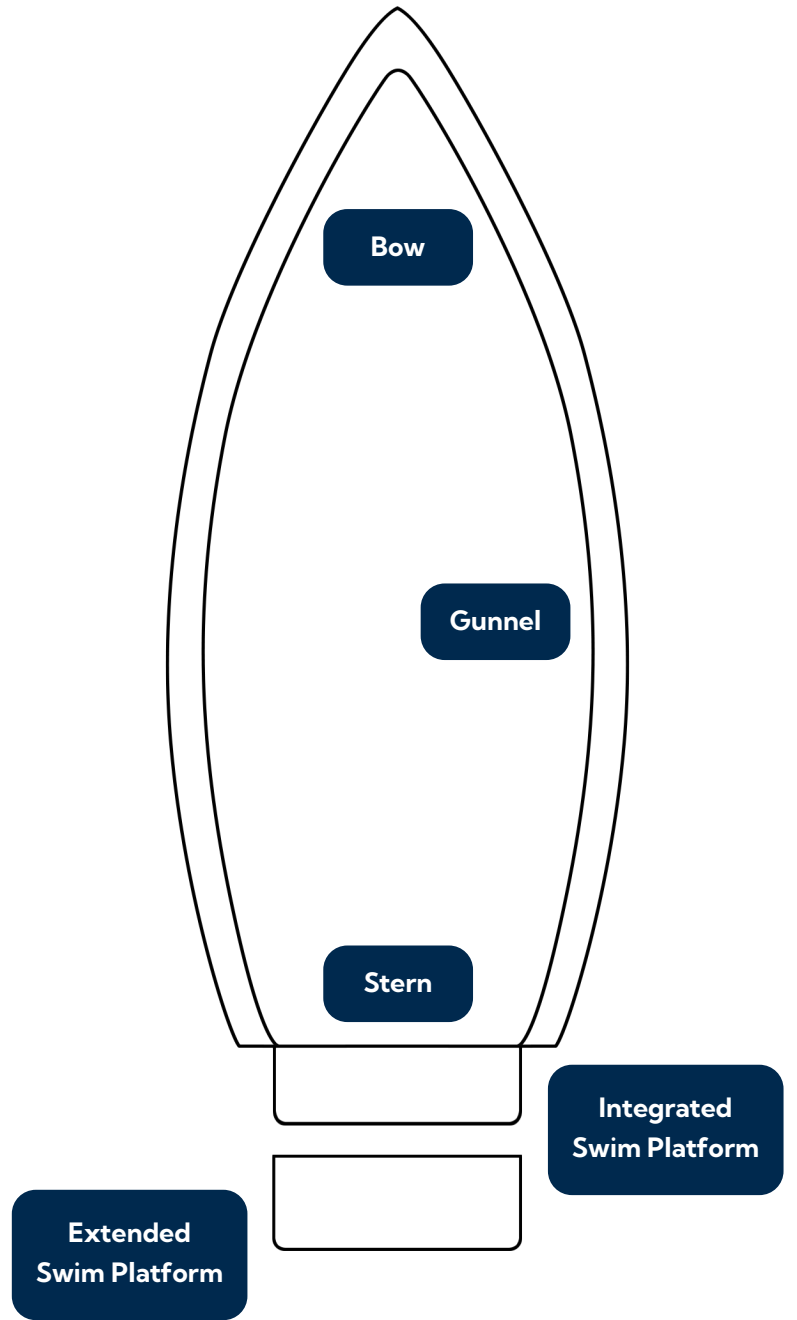 Bow
Gunnel
Stern
Integrated
Swim Platform
Extended
Swim Platform